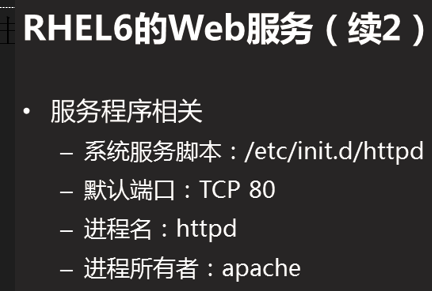 RHEL6的Web服务（续2）
• 服务程序相关
– 系统服务脚本：/etc/init.d/httpd
– 默认端口：TCP 80
– 进程名：httpd
– 进程所有者：apache